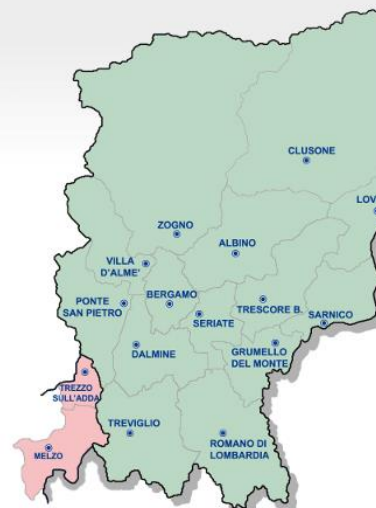 CLUSONE
LOV
ZOGNO
ALBINO
VILLA
D'ALME'
BERGAMO
TRESCORE B.
PONTE
SAN PIETRO
SERIATE
SARNICO
DALMINE
GRUMELLO
DEL MONTE
TREZZO
SULL'ADDA
TREVIGLIO
ROMANO DI
LOMBARDIA
MELZO